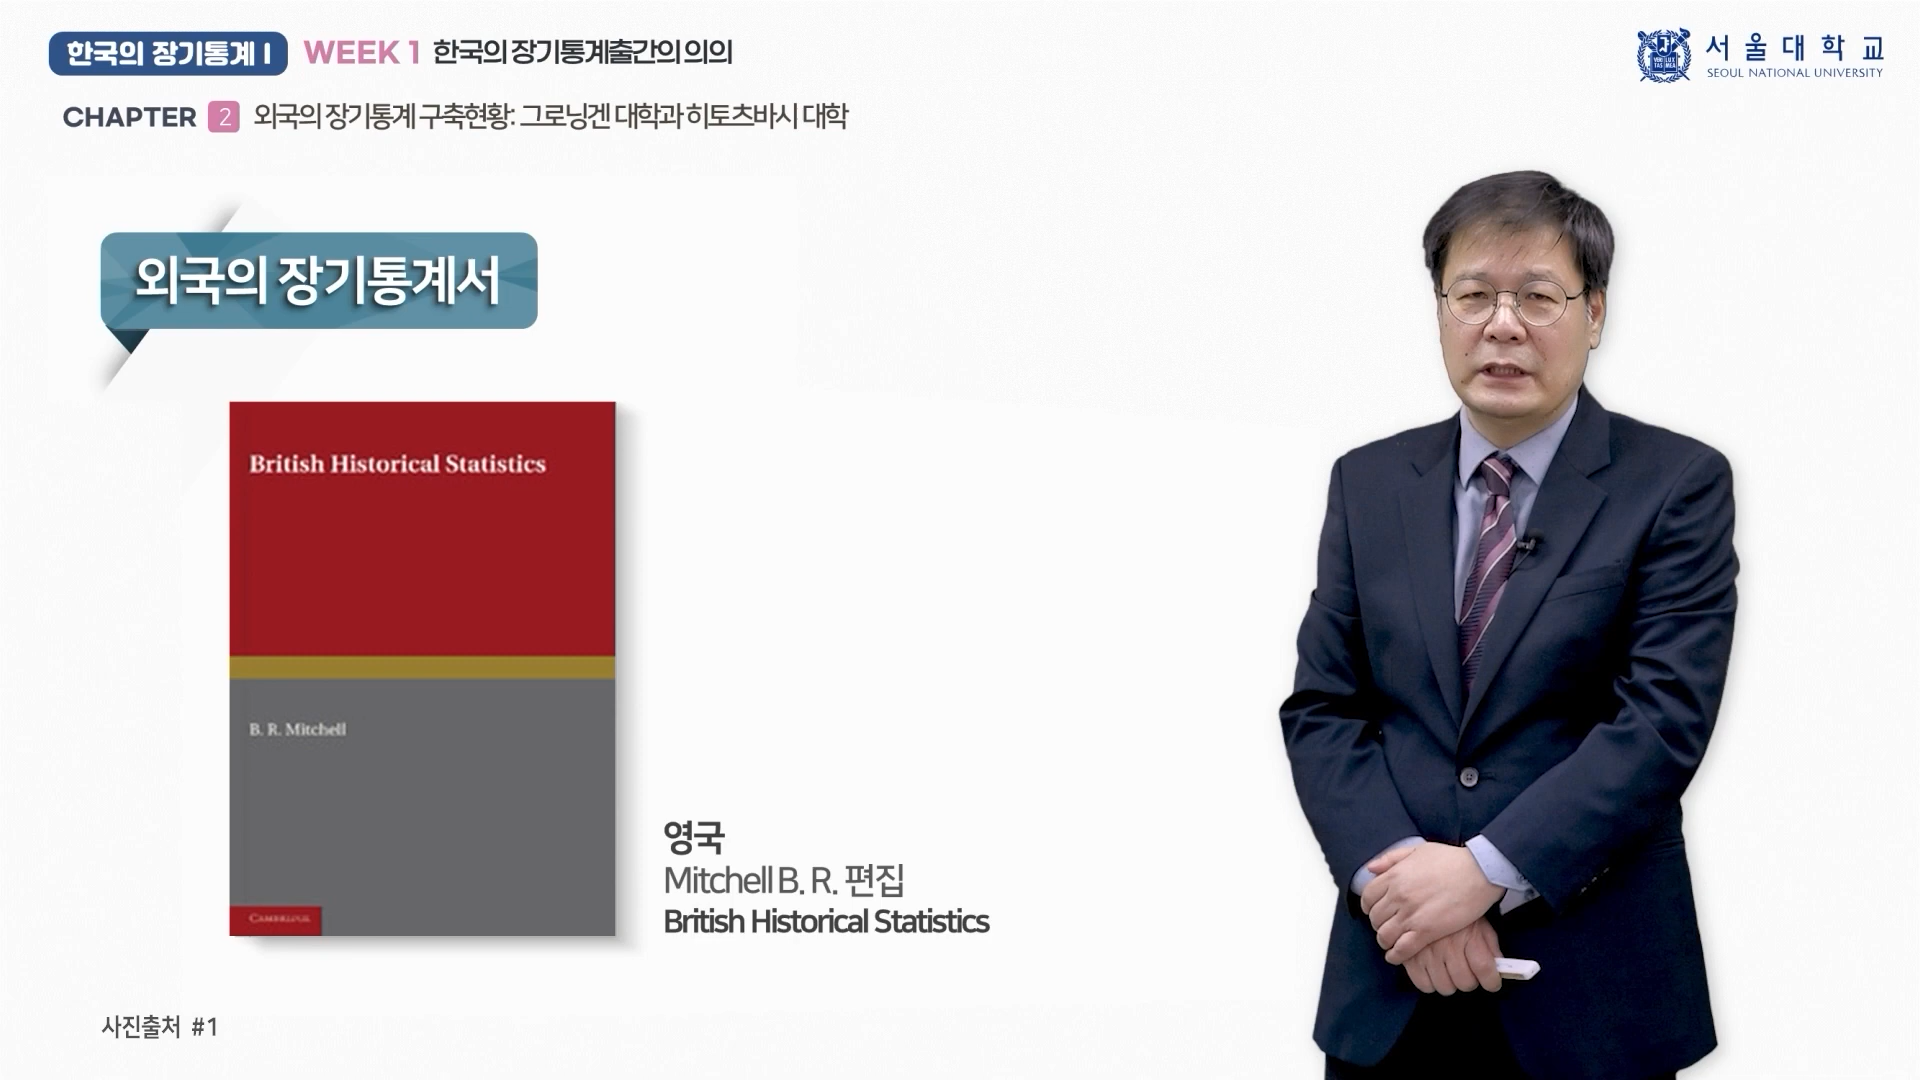 한국의 장기통계 I WEEK 1 한국의 장기통계출간의 의의
서울대학교
SEOUL NATIONAL UNIVERSITY
CHAPTER 2 외국의 장기통계 구축현황: 그로닝겐 대학과 히토츠바시 대학
외국의 장기통계서
British Historical Statistics
B. R. Mitchell
CAMBRIDGE
영국
Mitchell B. R. 편집
British Historical Statistics
사진출처 #1